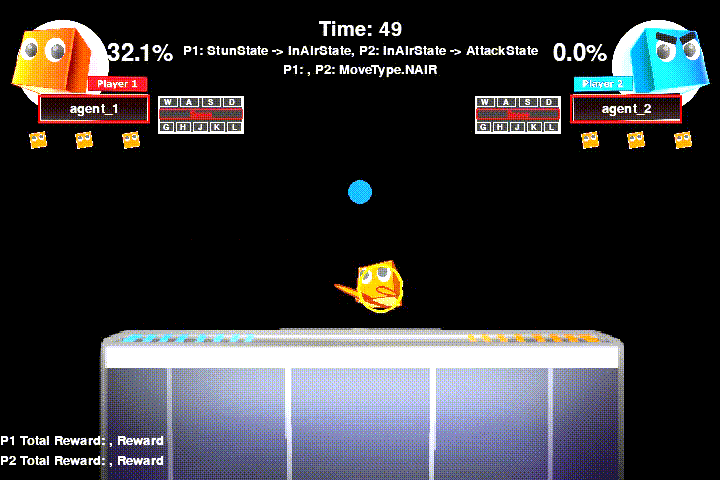 Time: 49
32.1%
P1: StunState -> InAirState, P2: InAirState -> AttackState
0.0%
P1: , P2: MoveType.NAIR
Player 1
Player 2
agent_1
W A S D
G H J K L
W A S D
G H J K L
agent_2
P1 Total Reward: , Reward
P2 Total Reward: , Reward